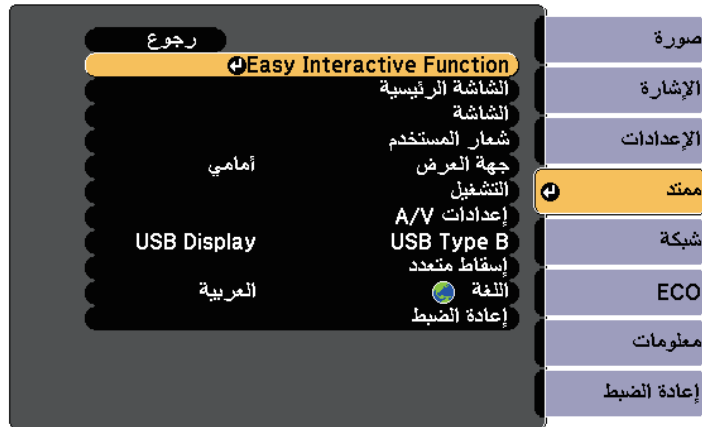 صورة
الإشارة
الإعدادات
ممتد
شبكة
ECO
معلومات
إعادة الضبط
رجوع
Easy Interactive Function
الشاشة الرئيسية
الشاشة
شعار المستخدم
جهة العرض أمامي
التشغيل
إعدادات A/V
USB Type B USB Display
إسقاط متعدد
اللغة العربية
إعادة الضبط